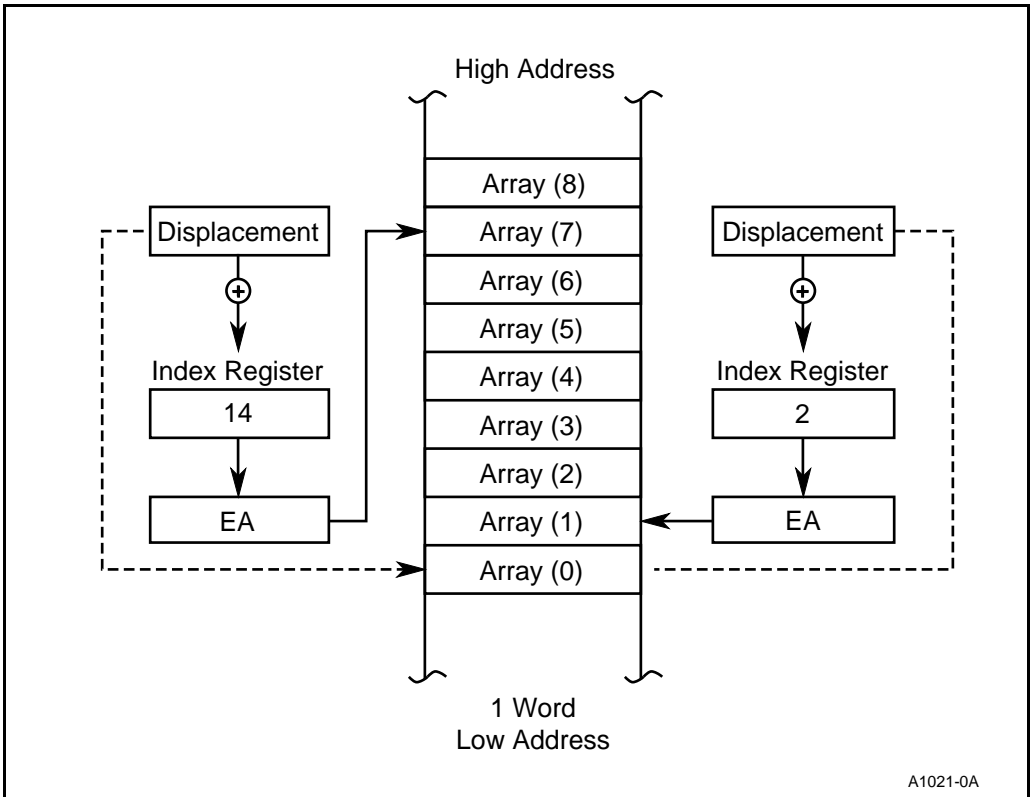 High Address
Array (8)
Displacement
Array (7)
Displacement
Array (6)
+
+
Array (5)
Index Register
Array (4)
Index Register
14
Array (3)
2
Array (2)
EA
Array (1)
EA
Array (0)
1 Word
Low Address
A1021-0A